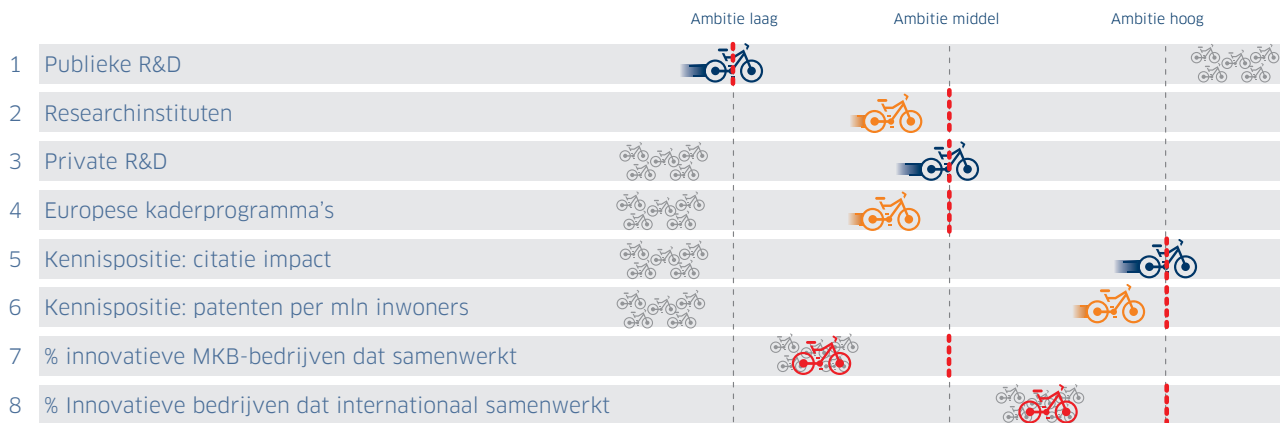 Ambitie laag Ambitie middel Ambitie hoog
1 Publieke R&D
2 Researchinstituten
3 Private R&D
4 Europese kaderprogramma's
5 Kennispositie: citatie impact
6 Kennispositie: patenten per mln inwoners
7 % innovatieve MKB-bedrijven dat samenwerkt
8 % Innovatieve bedrijven dat internationaal samenwerkt